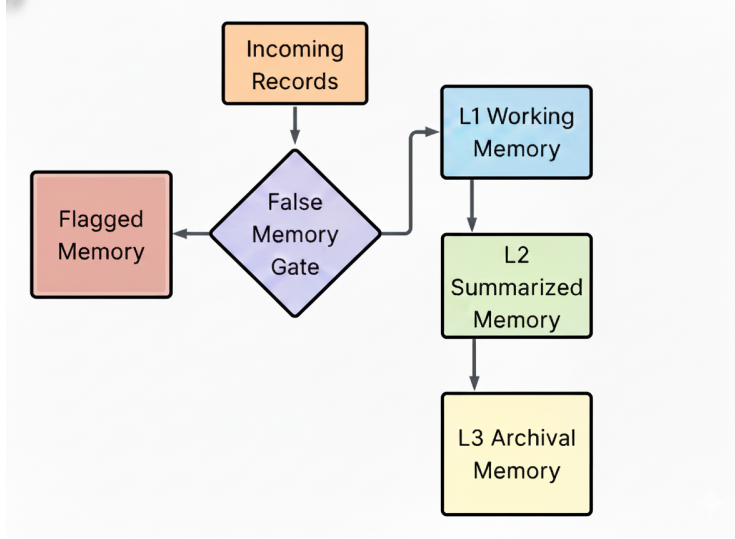 Incoming
Records
L1 Working
Memory
False
Memory
Gate
Flagged
Memory
L2
Summarized
Memory
L3 Archival
Memory